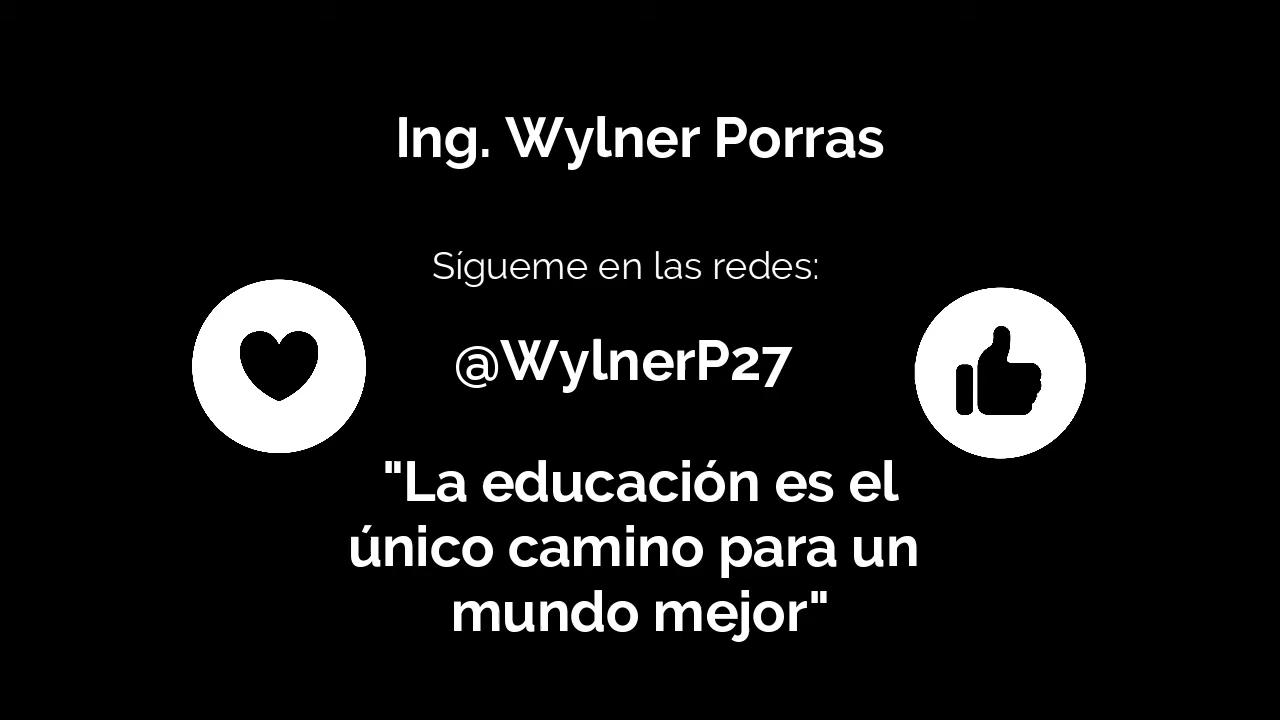 Ing. Wylner Porras
Sígueme en las redes:
@WylnerP27
"La educación es el
único camino para un
mundo mejor"